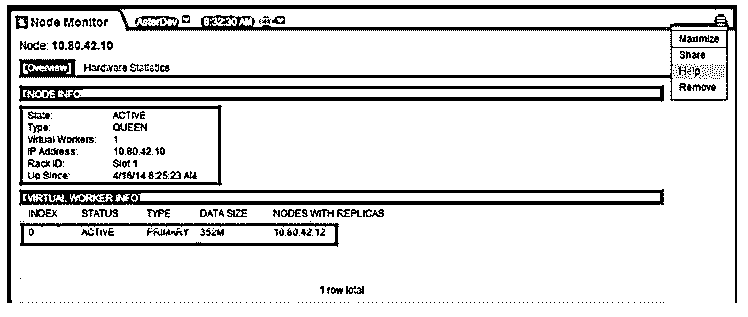 Node Monitor AsterDev 8:32:30 AM
Node: 10.80.42.10
Maximize
Share
Help
Remove
[Overview] Hardware Statistics
NODE INFO
State: ACTIVE
Type: QUEEN
Virtual Workers: 1
IP Address: 10.80.42.10
Rack ID: Slot 1
Up Since: 4/16/14 8:25:23 AM
VIRTUAL WORKER INFO
INDEX STATUS TYPE DATA SIZE NODES WITH REPLICAS
0 ACTIVE PRIMARY 352M 10.80.42.12
1 row total